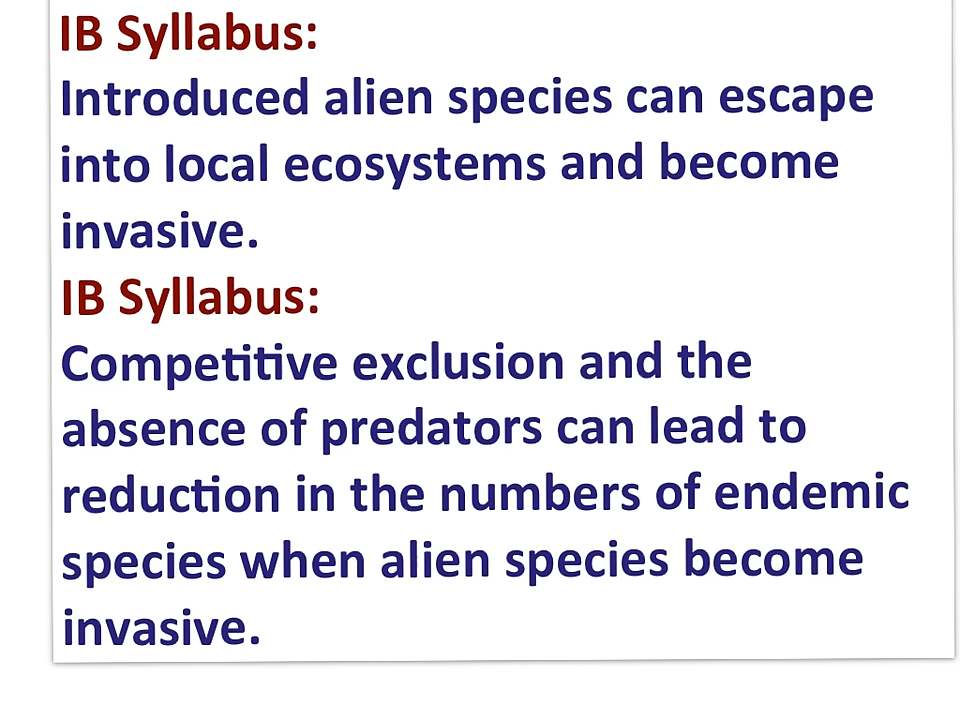 IB Syllabus:
Introduced alien species can escape
into local ecosystems and become
invasive.
IB Syllabus:
Competitive exclusion and the
absence of predators can lead to
reduction in the numbers of endemic
species when alien species become
invasive.